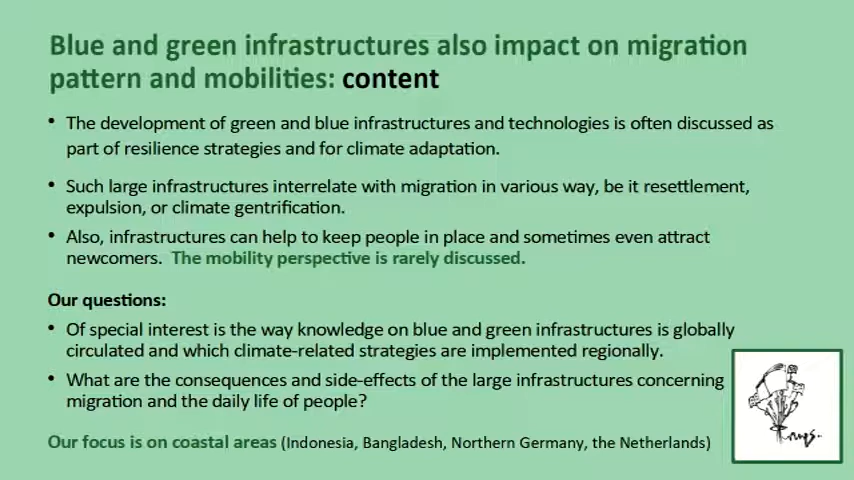 Blue and green infrastructures also impact on migration
pattern and mobilities: content
• The development of green and blue infrastructures and technologies is often discussed as
part of resilience strategies and for climate adaptation.
• Such large infrastructures interrelate with migration in various way, be it resettlement,
expulsion, or climate gentrification.
• Also, infrastructures can help to keep people in place and sometimes even attract
newcomers. The mobility perspective is rarely discussed.
Our questions:
• Of special interest is the way knowledge on blue and green infrastructures is globally
circulated and which climate-related strategies are implemented regionally.
• What are the consequences and side-effects of the large infrastructures concerning
migration and the daily life of people?
Our focus is on coastal areas (Indonesia, Bangladesh, Northern Germany, the Netherlands)